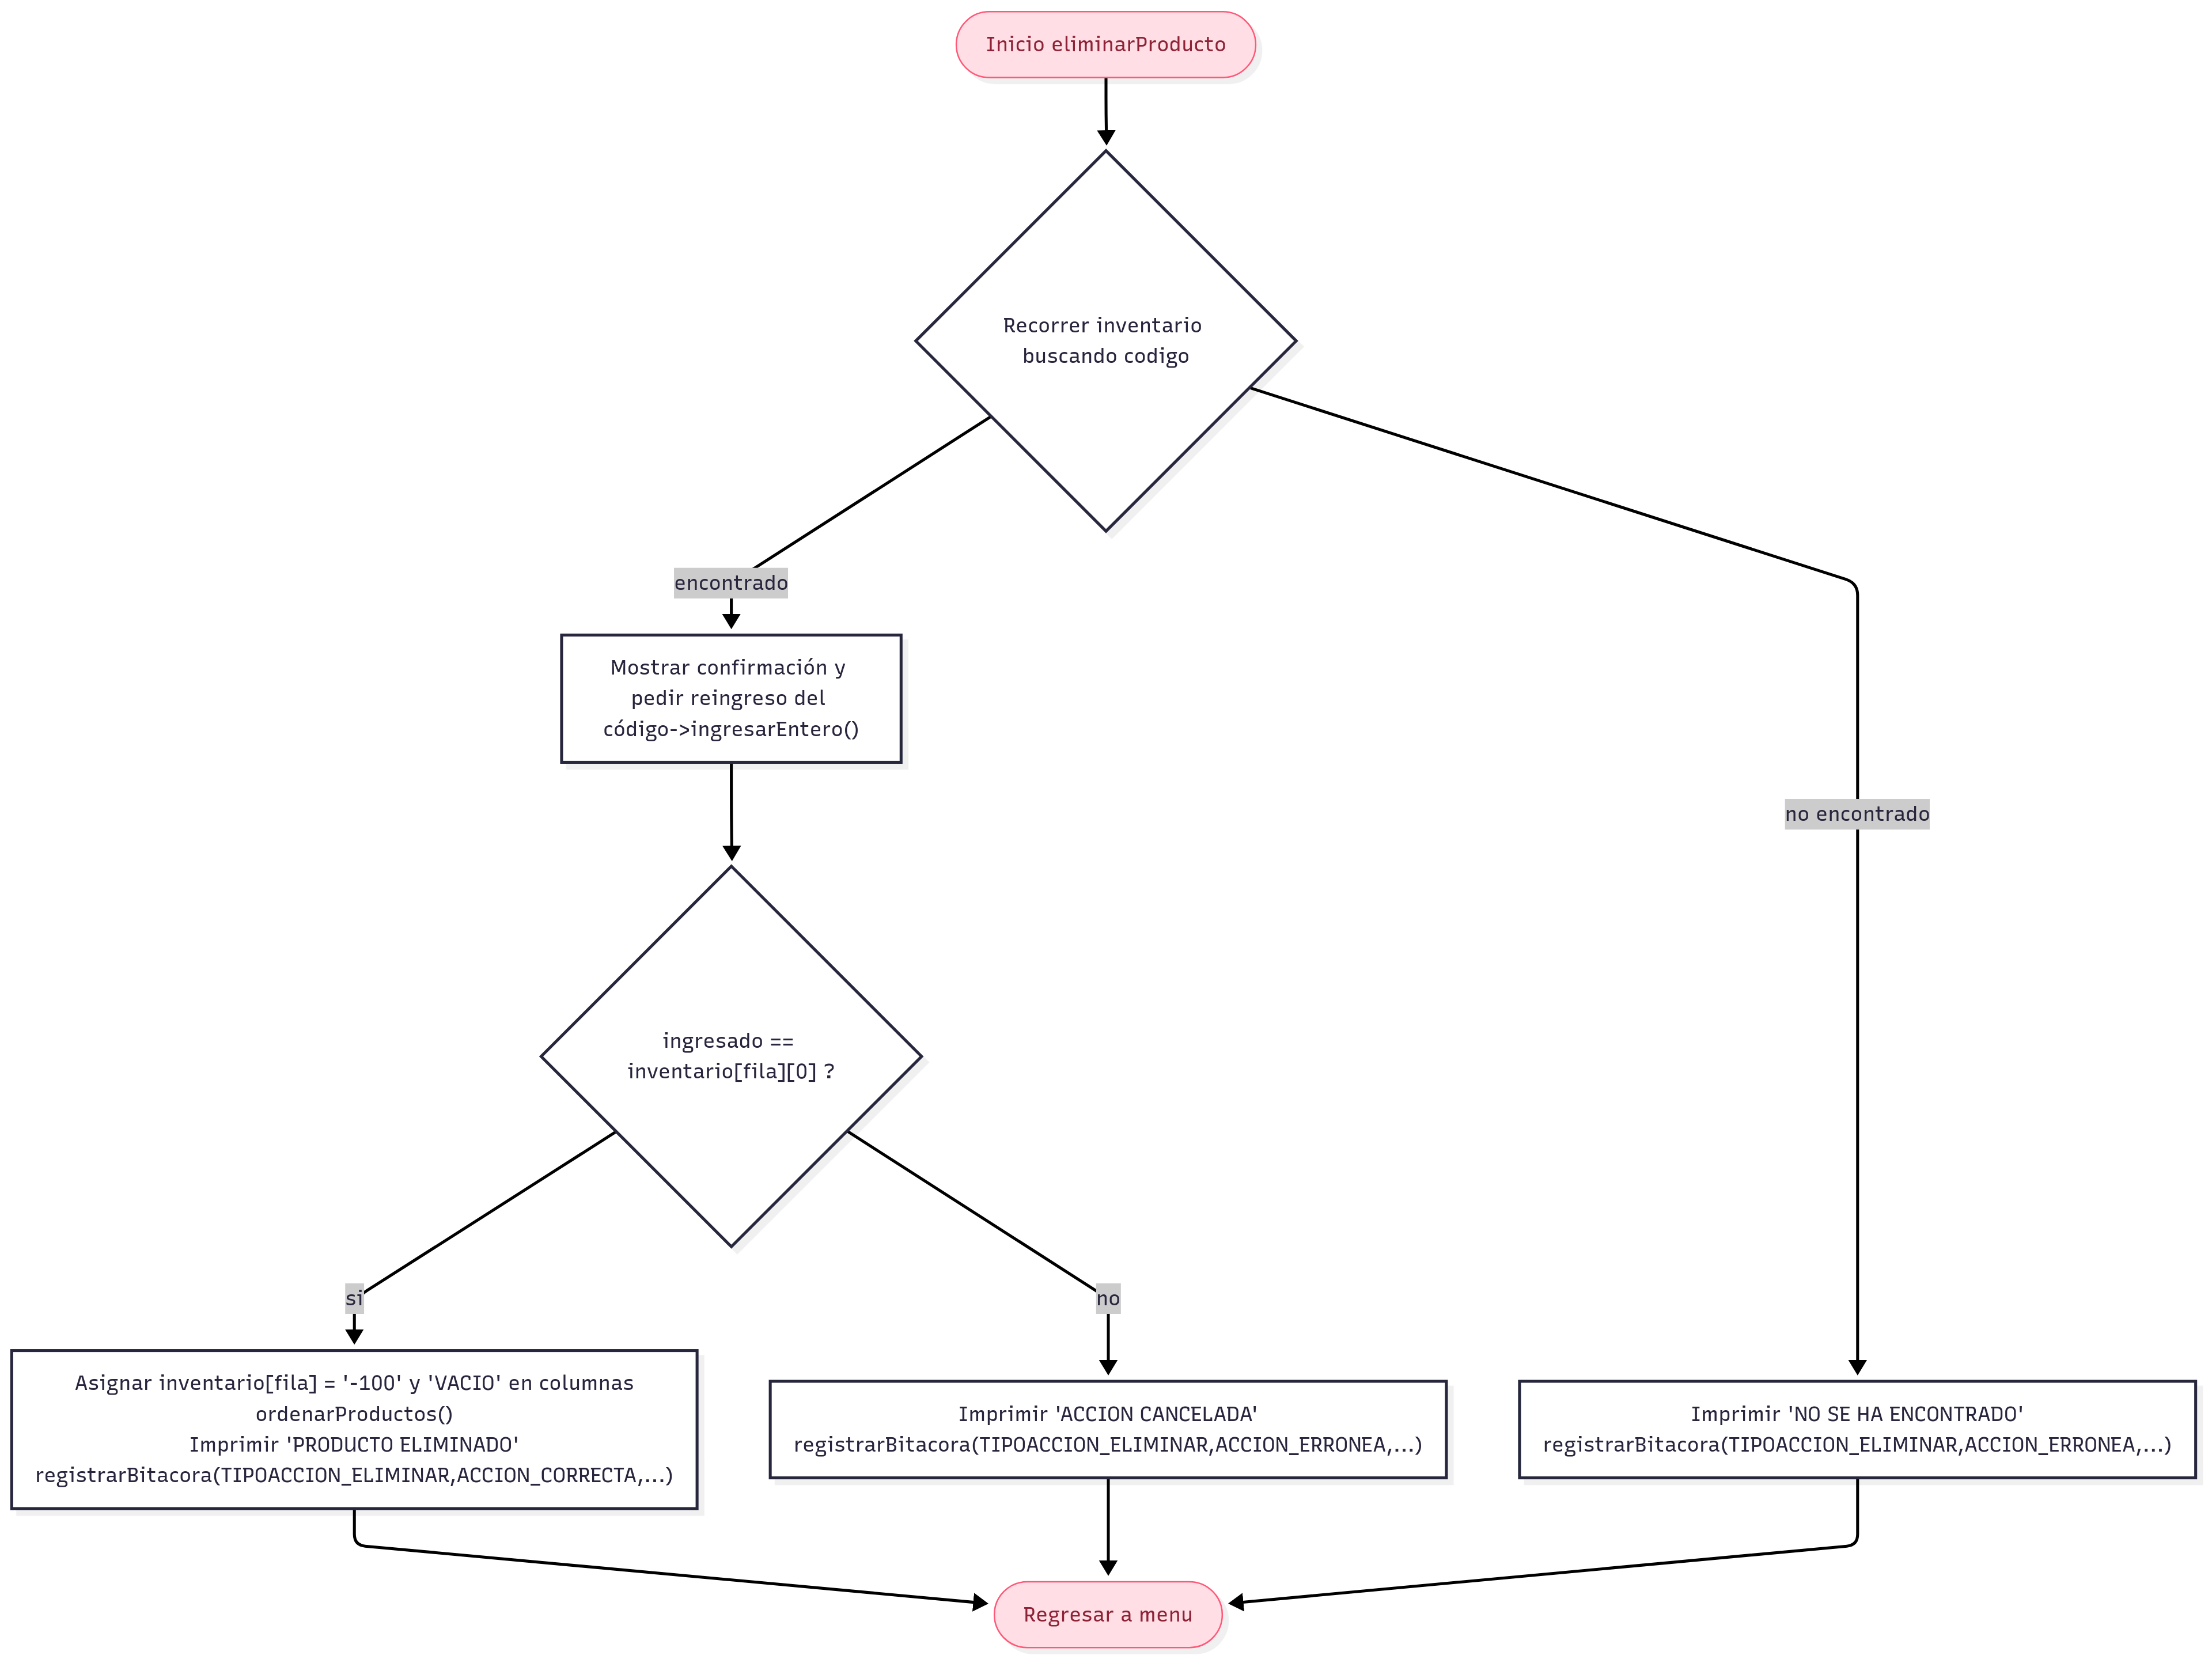 Inicio eliminarProducto
Recorrer inventario
buscando codigo
encontrado
Mostrar confirmación y
pedir reingreso del
código->ingresarEntero()
no encontrado
ingresado ==
inventario[fila][0] ?
si
no
Asignar inventario[fila] = '-100' y 'VACIO' en columnas
ordenarProductos()
Imprimir 'PRODUCTO ELIMINADO'
registrarBitacora(TIPOACCION_ELIMINAR,ACCION_CORRECTA,...)
Imprimir 'ACCION CANCELADA'
registrarBitacora(TIPOACCION_ELIMINAR,ACCION_ERRONEA,...)
Imprimir 'NO SE HA ENCONTRADO'
registrarBitacora(TIPOACCION_ELIMINAR,ACCION_ERRONEA,...)
Regresar a menu